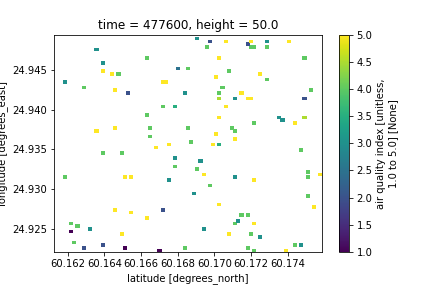 time = 477600, height = 50.0
24.945
24.940
24.935
24.930
24.925
longitude [degrees_east]
60.162 60.164 60.166 60.168 60.170 60.172 60.174
latitude [degrees_north]
5.0
4.5
4.0
3.5
3.0
2.5
2.0
1.5
1.0
air quality index [unitless,
1.0 to 5.0] [None]